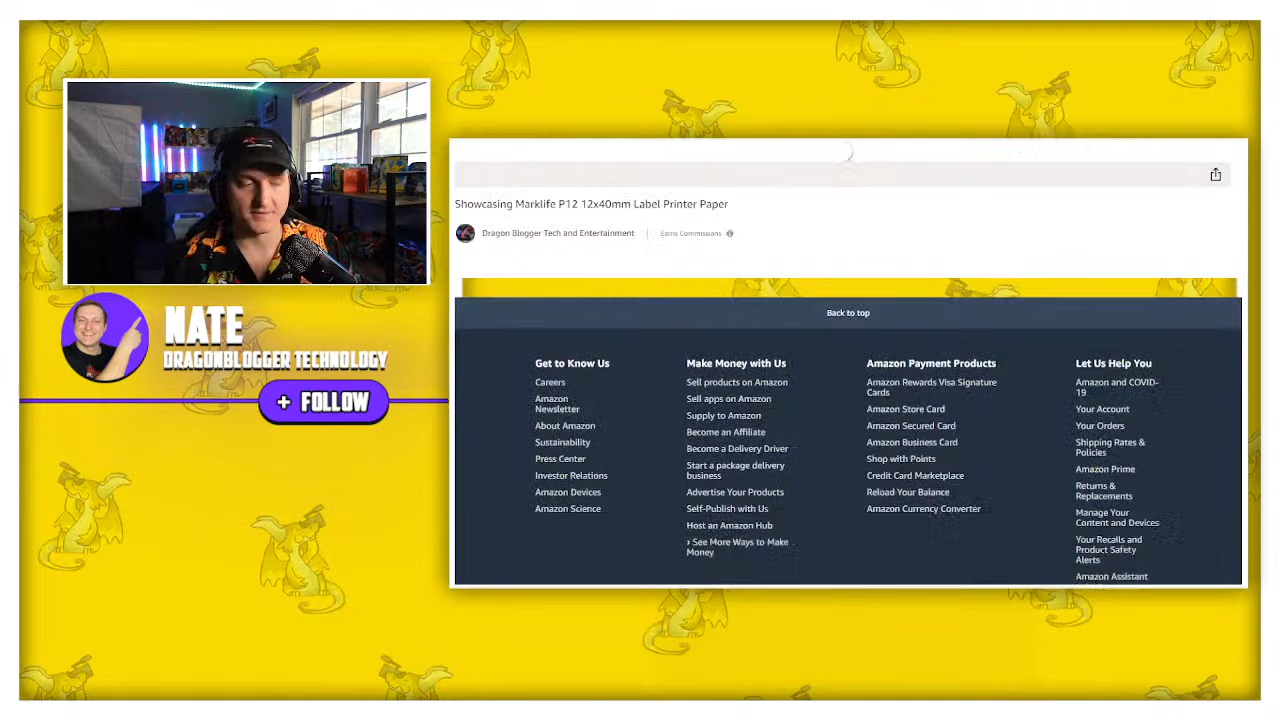 NATE
DRAGONBLOGGER TECHNOLOGY
+ FOLLOW
Showcasing Marklife P12 12x40mm Label Printer Paper
Dragon Blogger Tech and Entertainment | Earns Commissions
Back to top
Get to Know Us
Careers
Amazon
Newsletter
About Amazon
Sustainability
Press Center
Investor Relations
Amazon Devices
Amazon Science
Make Money with Us
Sell products on Amazon
Sell apps on Amazon
Supply to Amazon
Become an Affiliate
Become a Delivery Driver
Start a package delivery
business
Advertise Your Products
Self-Publish with Us
Host an Amazon Hub
› See More Ways to Make
Money
Amazon Payment Products
Amazon Rewards Visa Signature
Cards
Amazon Store Card
Amazon Secured Card
Amazon Business Card
Shop with Points
Credit Card Marketplace
Reload Your Balance
Amazon Currency Converter
Let Us Help You
Amazon and COVID-
19
Your Account
Your Orders
Shipping Rates &
Policies
Amazon Prime
Returns &
Replacements
Manage Your
Content and Devices
Your Recalls and
Product Safety
Alerts
Amazon Assistant